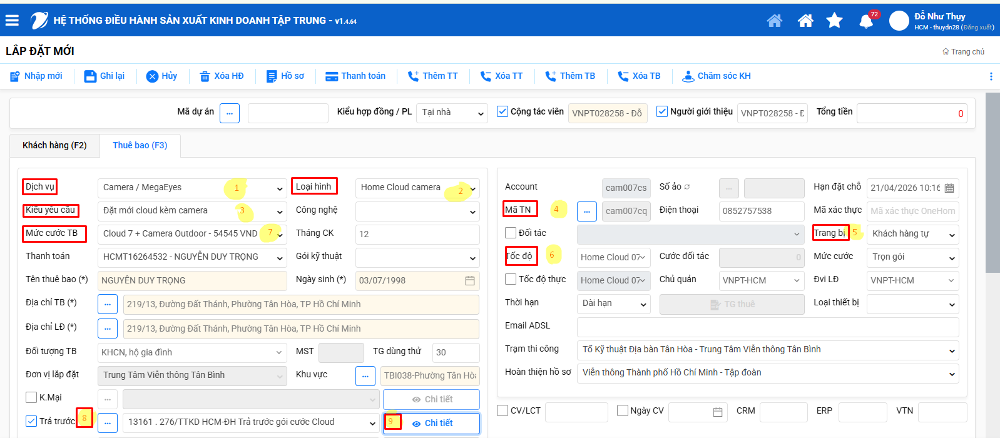 HỆ THỐNG ĐIỀU HÀNH SẢN XUẤT KINH DOANH TẬP TRUNG - v1.4.64
72
Đỗ Như Thụy
HCM - thuydn28 (Đăng xuất)
LẮP ĐẶT MỚI
Trang chủ
Nhập mới Ghi lại Hủy Xóa HĐ Hồ sơ Thanh toán Thêm TT Xóa TT Thêm TB Xóa TB Chăm sóc KH
Mã dự án ... Kiểu hợp đồng / PL Tại nhà Cộng tác viên VNPT028258 - Đỗ Người giới thiệu VNPT028258 - Đ Tổng tiền 0
Khách hàng (F2) Thuê bao (F3)
Dịch vụ Camera / MegaEyes 1 Loại hình Home Cloud camera 2
Kiểu yêu cầu Đặt mới cloud kèm camera 3 Công nghệ
Mức cước TB Cloud 7 + Camera Outdoor - 54545 VND 7 Tháng CK 12
Thanh toán HCMT16264532 - NGUYỄN DUY TRỌNG Gói kỹ thuật
Tên thuê bao (*) NGUYỄN DUY TRỌNG Ngày sinh (*) 03/07/1998
Địa chỉ TB (*) ... 219/13, Đường Đất Thánh, Phường Tân Hòa, TP Hồ Chí Minh
Địa chỉ LĐ (*) ... 219/13, Đường Đất Thánh, Phường Tân Hòa, TP Hồ Chí Minh
Đối tượng TB KHCN, hộ gia đình MST TG dùng thử 30
Đơn vị lắp đặt Trung Tâm Viễn thông Tân Bình Khu vực ... TBI038-Phường Tân Hòa
K.Mại ... Chi tiết
Trả trước 8 ... 13161 . 276/TTKD HCM-ĐH Trả trước gói cước Cloud 9 Chi tiết
Account cam007cs Số ảo ... Hạn đặt chỗ 21/04/2026 10:16
Mã TN 4 ... cam007cq Điện thoại 0852757538 Mã xác thực Mã xác thực OneHom
Đối tác Trang bị 5 Khách hàng tự
Tốc độ 6 Home Cloud 07 Cước đối tác 0 Mức cước Trọn gói
Tốc độ thực Home Cloud 07 Chủ quản VNPT-HCM Đvi LĐ VNPT-HCM
Thời hạn Dài hạn TG thuê Loại thiết bị
Email ADSL
Trạm thi công Tổ Kỹ thuật Địa bàn Tân Hòa - Trung Tâm Viễn thông Tân Bình
Hoàn thiện hồ sơ Viễn thông Thành phố Hồ Chí Minh - Tập đoàn
CV/LCT Ngày CV CRM ERP VTN